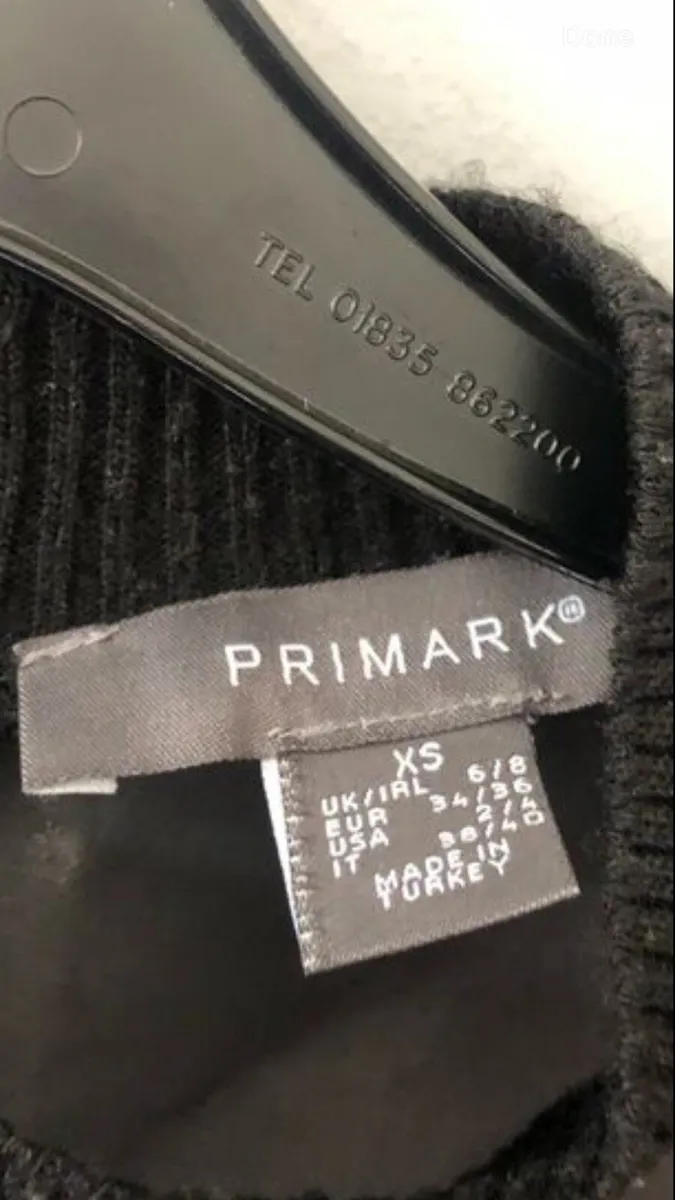 Done
TEL 01835 862200
PRIMARK®
XS
UK/IRL 6/8
EUR 34/36
USA 2/4
IT 38/40
MADE IN
TURKEY